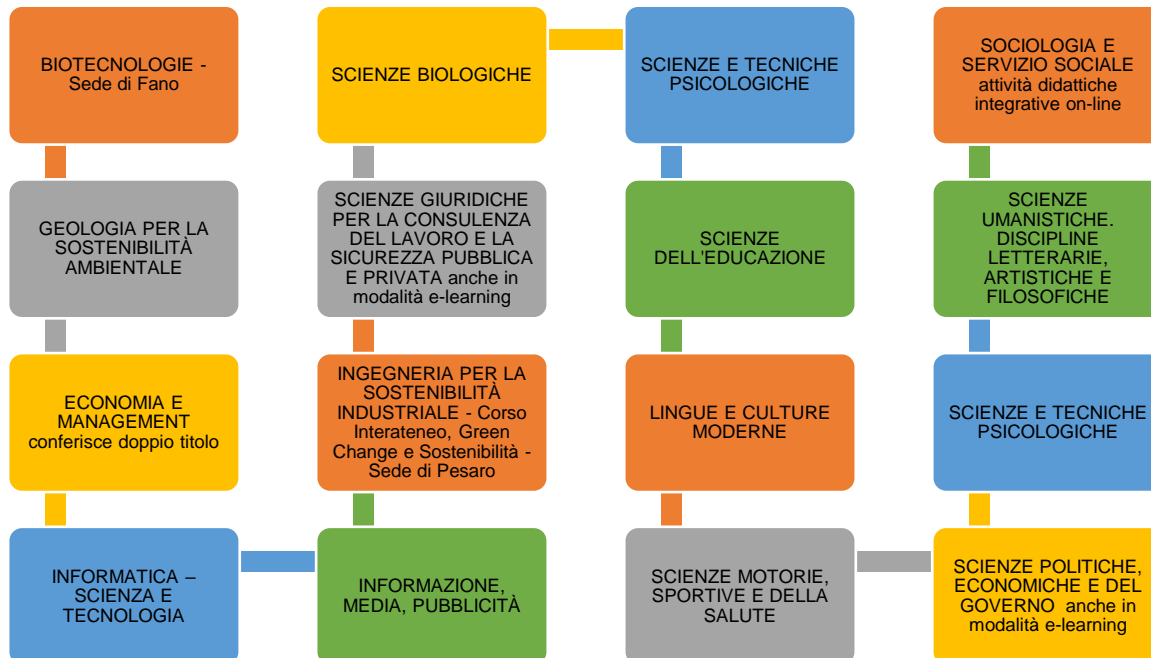 BIOTECNOLOGIE -
Sede di Fano
GEOLOGIA PER LA
SOSTENIBILITÀ
AMBIENTALE
ECONOMIA E
MANAGEMENT
conferisce doppio titolo
INFORMATICA –
SCIENZA E
TECNOLOGIA
INFORMAZIONE,
MEDIA, PUBBLICITÀ
INGEGNERIA PER LA
SOSTENIBILITÀ
INDUSTRIALE - Corso
Interateneo, Green
Change e Sostenibilità -
Sede di Pesaro
SCIENZE GIURIDICHE
PER LA CONSULENZA
DEL LAVORO E LA
SICUREZZA PUBBLICA
E PRIVATA anche in
modalità e-learning
SCIENZE BIOLOGICHE
SCIENZE E TECNICHE
PSICOLOGICHE
SCIENZE
DELL'EDUCAZIONE
LINGUE E CULTURE
MODERNE
SCIENZE MOTORIE,
SPORTIVE E DELLA
SALUTE
SCIENZE POLITICHE,
ECONOMICHE E DEL
GOVERNO anche in
modalità e-learning
SCIENZE E TECNICHE
PSICOLOGICHE
SCIENZE
UMANISTICHE.
DISCIPLINE
LETTERARIE,
ARTISTICHE E
FILOSOFICHE
SOCIOLOGIA E
SERVIZIO SOCIALE
attività didattiche
integrative on-line